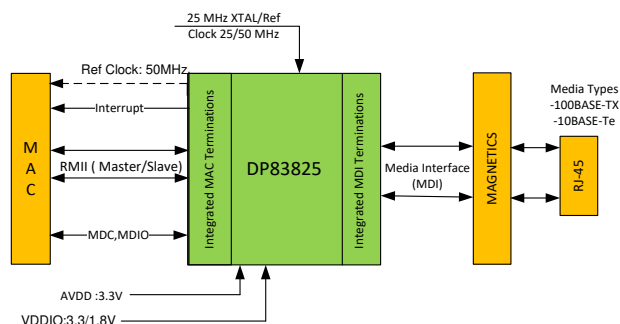 25 MHz XTAL/Ref
Clock 25/50 MHz
Ref Clock: 50MHz
Interrupt
RMII ( Master/Slave)
MDC,MDIO
M
A
C
Integrated MAC Terminations
DP83825
Integrated MDI Terminations
Media Interface
(MDI)
MAGNETICS
Media Types
-100BASE-TX
-10BASE-Te
RJ-45
AVDD :3.3V
VDDIO:3.3/1.8V